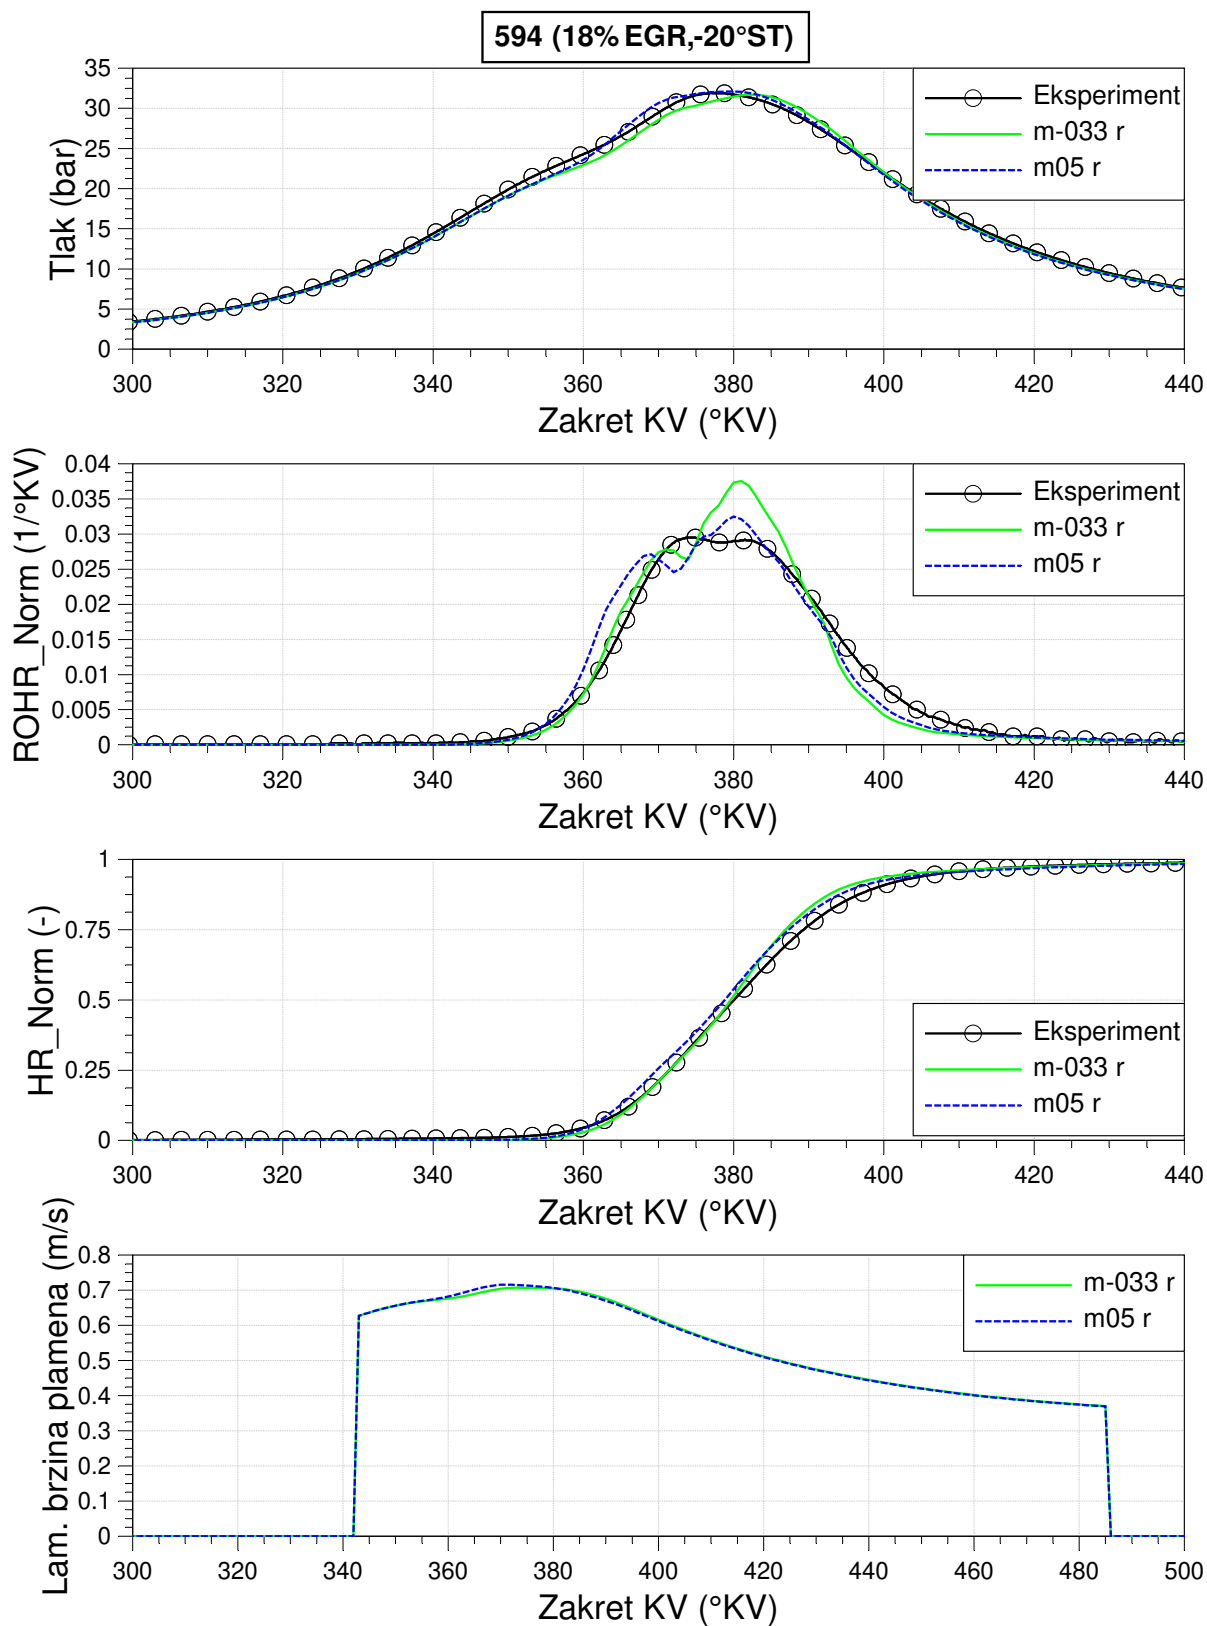 594 (18% EGR,-20°ST)
Tlak (bar)
35
30
25
20
15
10
5
0
Eksperiment
m-033 r
m05 r
300 320 340 360 380 400 420 440
Zakret KV (°KV)
ROHR_Norm (1/°KV)
0.04
0.035
0.03
0.025
0.02
0.015
0.01
0.005
0
Eksperiment
m-033 r
m05 r
300 320 340 360 380 400 420 440
Zakret KV (°KV)
HR_Norm (-)
1
0.75
0.5
0.25
0
Eksperiment
m-033 r
m05 r
300 320 340 360 380 400 420 440
Zakret KV (°KV)
Lam. brzina plamena (m/s)
0.8
0.7
0.6
0.5
0.4
0.3
0.2
0.1
0
m-033 r
m05 r
300 320 340 360 380 400 420 440 460 480 500
Zakret KV (°KV)